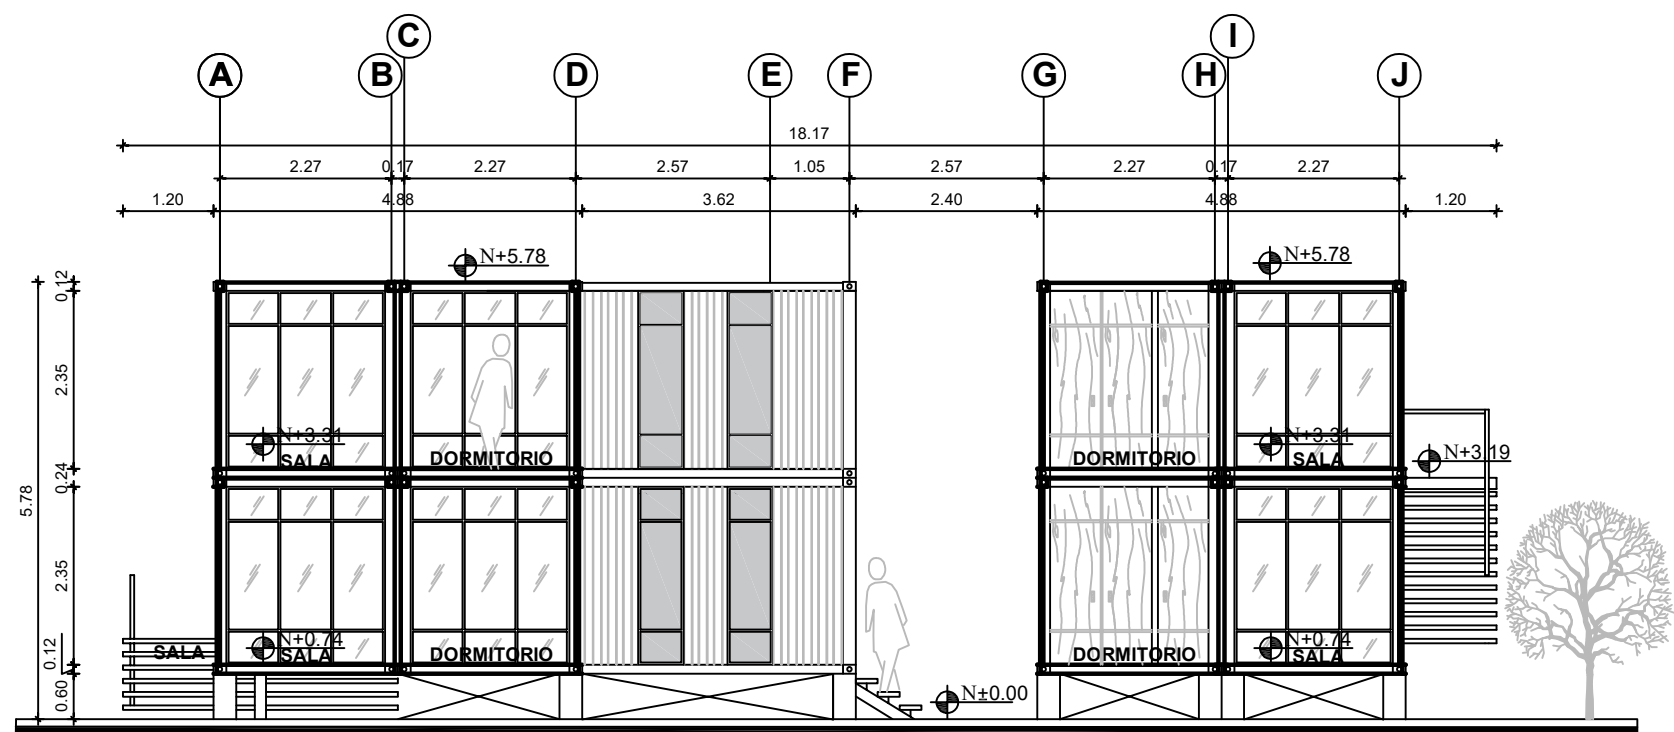 C I
A B D E F G H J
18.17
2.27 0.17 2.27 2.57 1.05 2.57 2.27 0.17 2.27
1.20 4.88 3.62 2.40 4.88 1.20
N+5.78 N+5.78
0.12
2.35
N+3.31 N+3.31
SALA DORMITORIO DORMITORIO SALA N+3.19
0.24
5.78
2.35
N+0.74 N+0.74
0.12
SALA SALA DORMITORIO DORMITORIO SALA
0.60
N±0.00